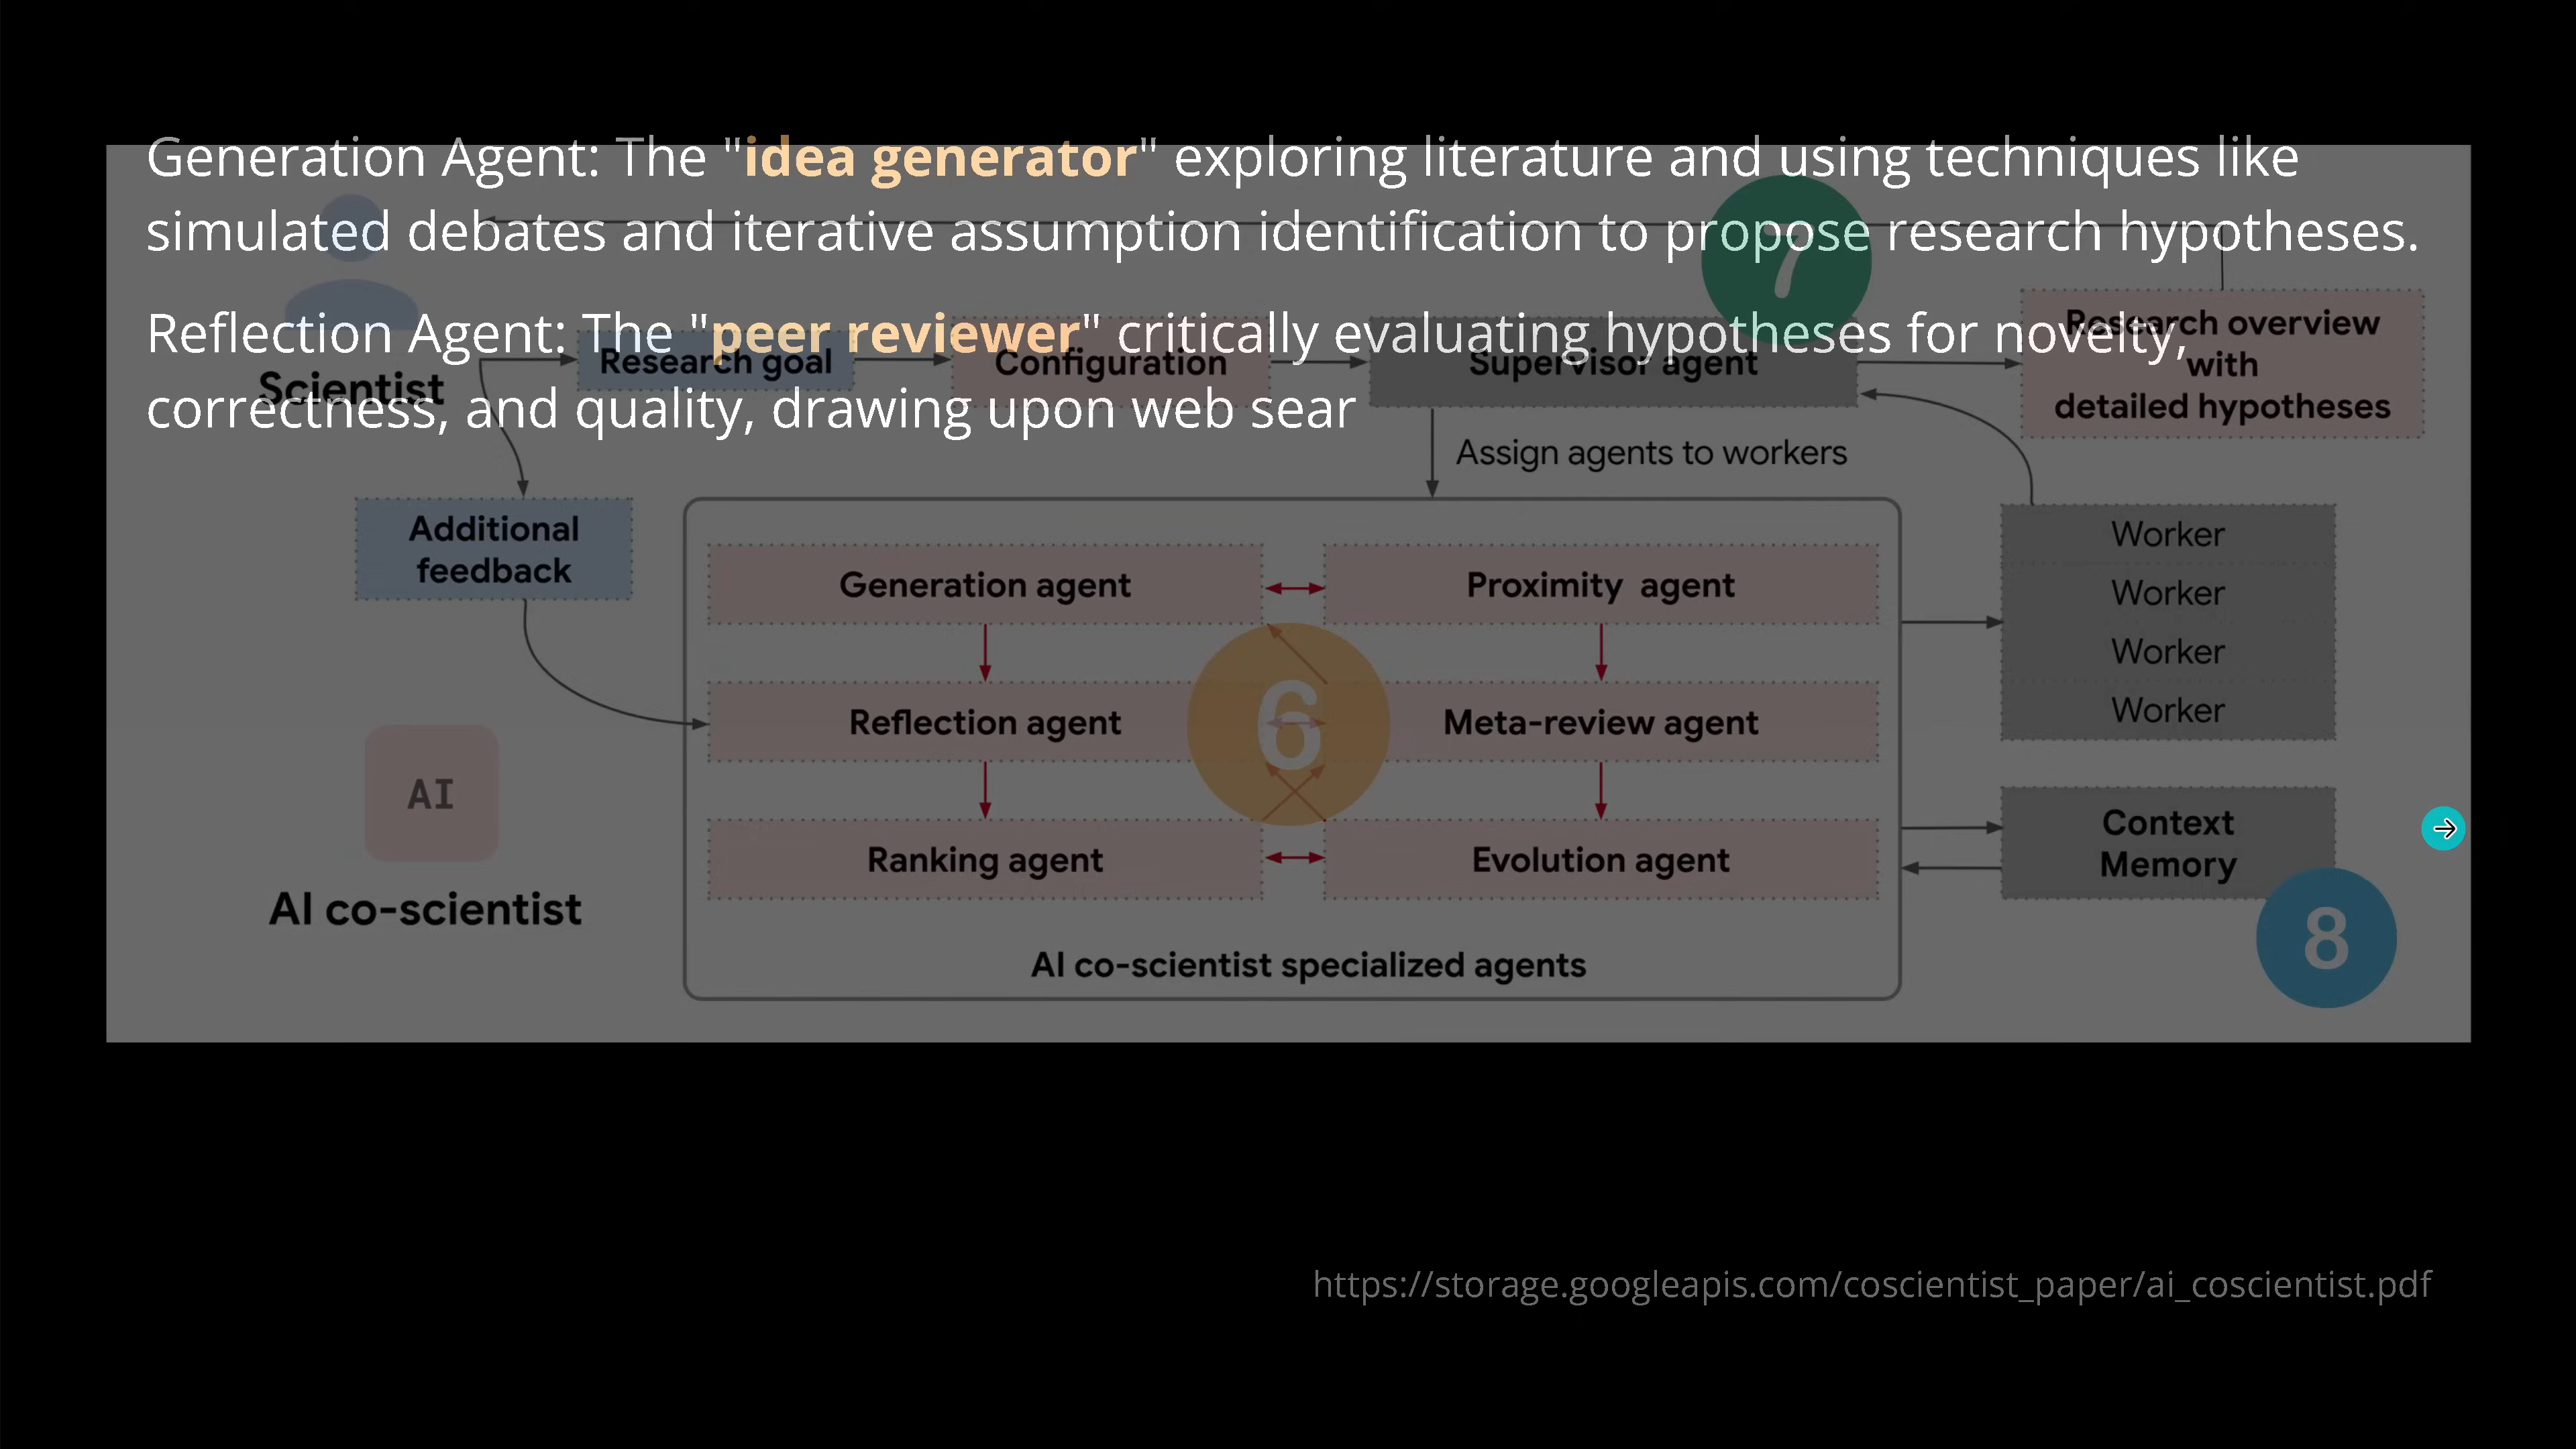 Generation Agent: The "idea generator" exploring literature and using techniques like
simulated debates and iterative assumption identification to propose research hypotheses.
Reflection Agent: The "peer reviewer" critically evaluating hypotheses for novelty,
correctness, and quality, drawing upon web sear
7
Scientist
Research goal
Configuration
Supervisor agent
Research overview
with
detailed hypotheses
Assign agents to workers
Additional
feedback
Generation agent
Proximity agent
Reflection agent
6
Meta-review agent
Ranking agent
Evolution agent
AI co-scientist specialized agents
Worker
Worker
Worker
Worker
Context
Memory
8
AI
AI co-scientist
https://storage.googleapis.com/coscientist_paper/ai_coscientist.pdf